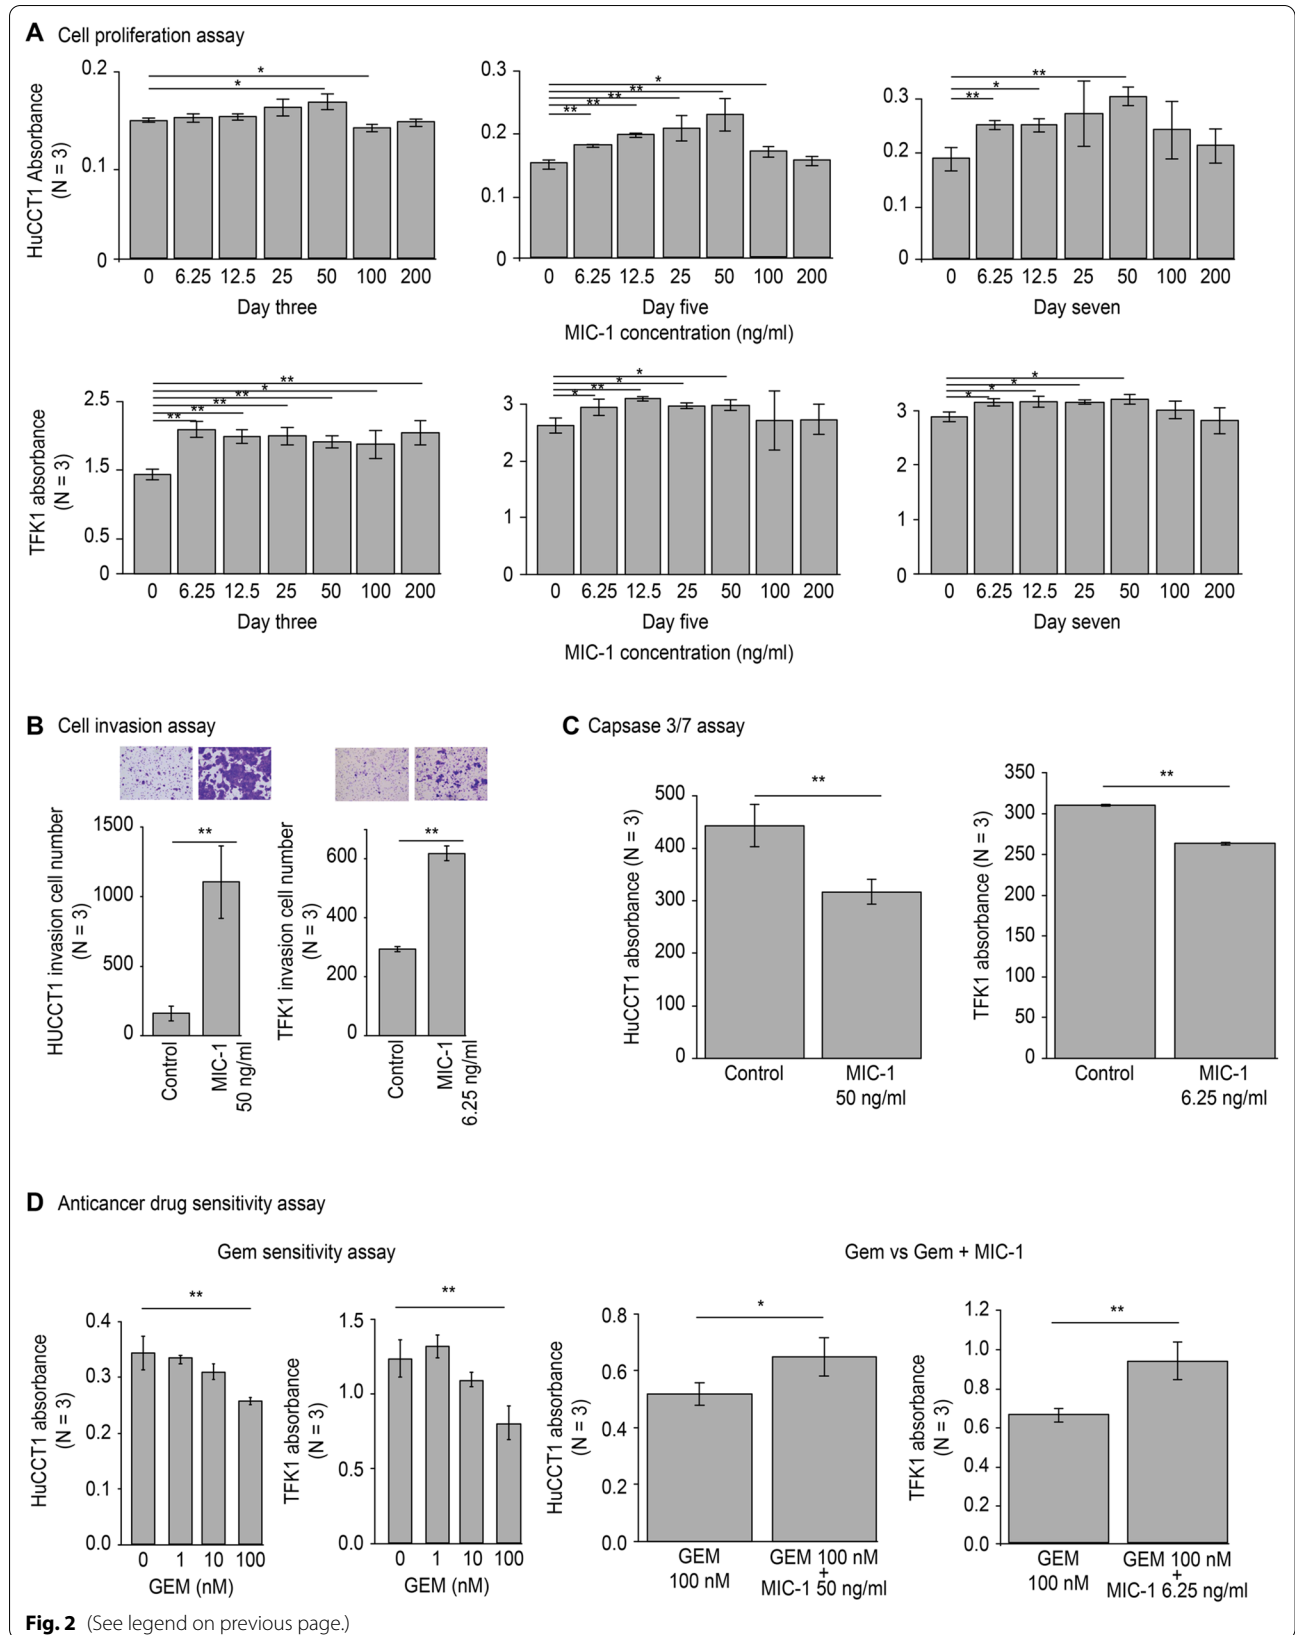 A Cell proliferation assay
HuCCT1 Absorbance
(N = 3)
0.2
0.1
0
* 
*
0 6.25 12.5 25 50 100 200
Day three
0.3
0.2
0.1
0
*
**
**
**
**
0 6.25 12.5 25 50 100 200
Day five
0.3
0.2
0.1
0
**
*
**
0 6.25 12.5 25 50 100 200
Day seven
MIC-1 concentration (ng/ml)
TFK1 absorbance
(N = 3)
2.5
1.5
0.5
0
**
*
**
**
**
**
0 6.25 12.5 25 50 100 200
Day three
3
2
1
0
*
*
**
*
0 6.25 12.5 25 50 100 200
Day five
3
2
1
0
*
*
*
*
0 6.25 12.5 25 50 100 200
Day seven
MIC-1 concentration (ng/ml)
B Cell invasion assay
HUCCT1 invasion cell number
(N = 3)
1500
1000
500
0
**
Control
MIC-1
50 ng/ml
TFK1 invasion cell number
(N = 3)
600
400
200
0
**
Control
MIC-1
6.25 ng/ml
C Capsase 3/7 assay
HuCCT1 absorbance (N = 3)
500
400
300
200
100
0
**
Control
MIC-1
50 ng/ml
TFK1 absorbance (N = 3)
350
300
250
200
150
100
50
0
**
Control
MIC-1
6.25 ng/ml
D Anticancer drug sensitivity assay
Gem sensitivity assay
HuCCT1 absorbance
(N = 3)
0.4
0.3
0.2
0.1
0.0
**
0 1 10 100
GEM (nM)
TFK1 absorbance
(N = 3)
1.5
1.0
0.5
0.0
**
0 1 10 100
GEM (nM)
Gem vs Gem + MIC-1
HuCCT1 absorbance
(N = 3)
0.8
0.6
0.4
0.2
0.0
*
GEM
100 nM
GEM 100 nM
+
MIC-1 50 ng/ml
TFK1 absorbance
(N = 3)
1.2
1.0
0.8
0.6
0.4
0.2
0.0
**
GEM
100 nM
GEM 100 nM
+
MIC-1 6.25 ng/ml
Fig. 2 (See legend on previous page.)